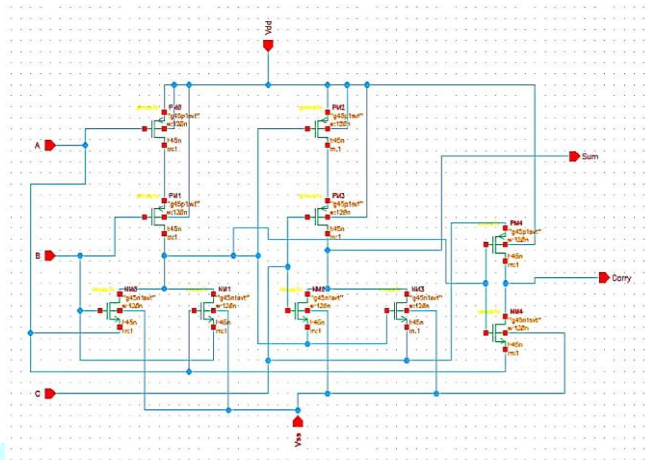 Vdd
PM0
"g45p1svt"
w:120n
l:45n
m:1
PM2
"g45p1svt"
w:120n
l:45n
m:1
A
Sum
PM1
"g45p1svt"
w:120n
l:45n
m:1
PM3
"g45p1svt"
w:120n
l:45n
m:1
PM4
"g45p1svt"
w:120n
l:45n
m:1
B
Carry
NM0
"g45n1svt"
w:120n
l:45n
m:1
NM1
"g45n1svt"
w:120n
l:45n
m:1
NM2
"g45n1svt"
w:120n
l:45n
m:1
NM3
"g45n1svt"
w:120n
l:45n
m:1
NM4
"g45n1svt"
w:120n
l:45n
m:1
C
Vss